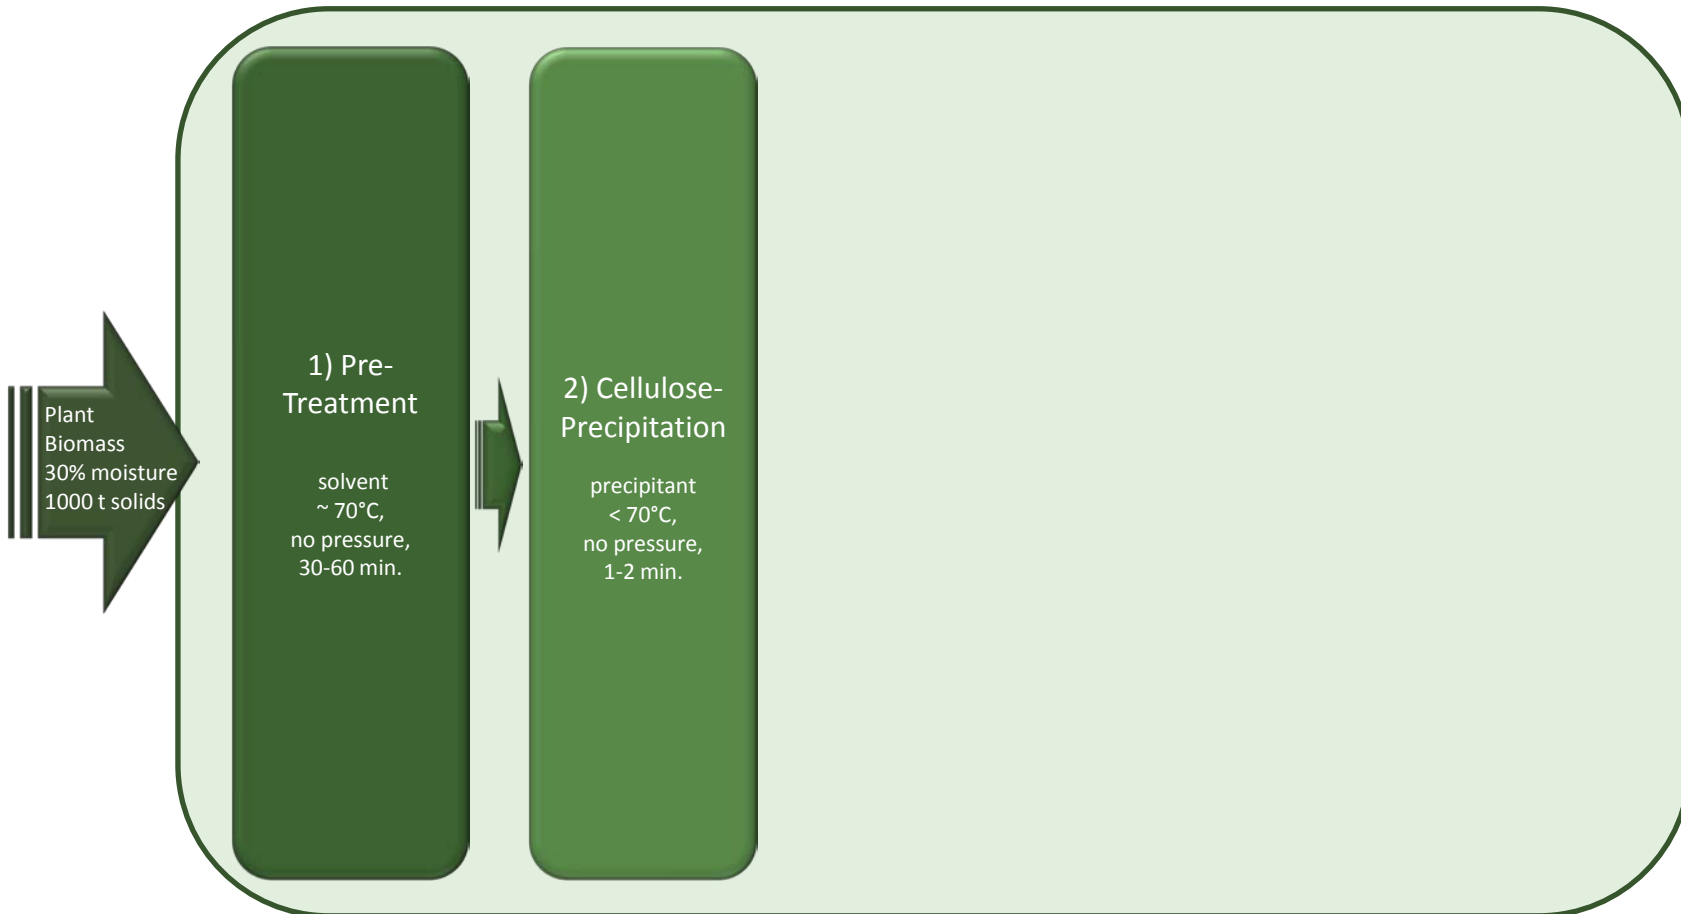 Plant
Biomass
30% moisture
1000 t solids
1) Pre-
Treatment
solvent
~ 70°C,
no pressure,
30-60 min.
2) Cellulose-
Precipitation
precipitant
< 70°C,
no pressure,
1-2 min.